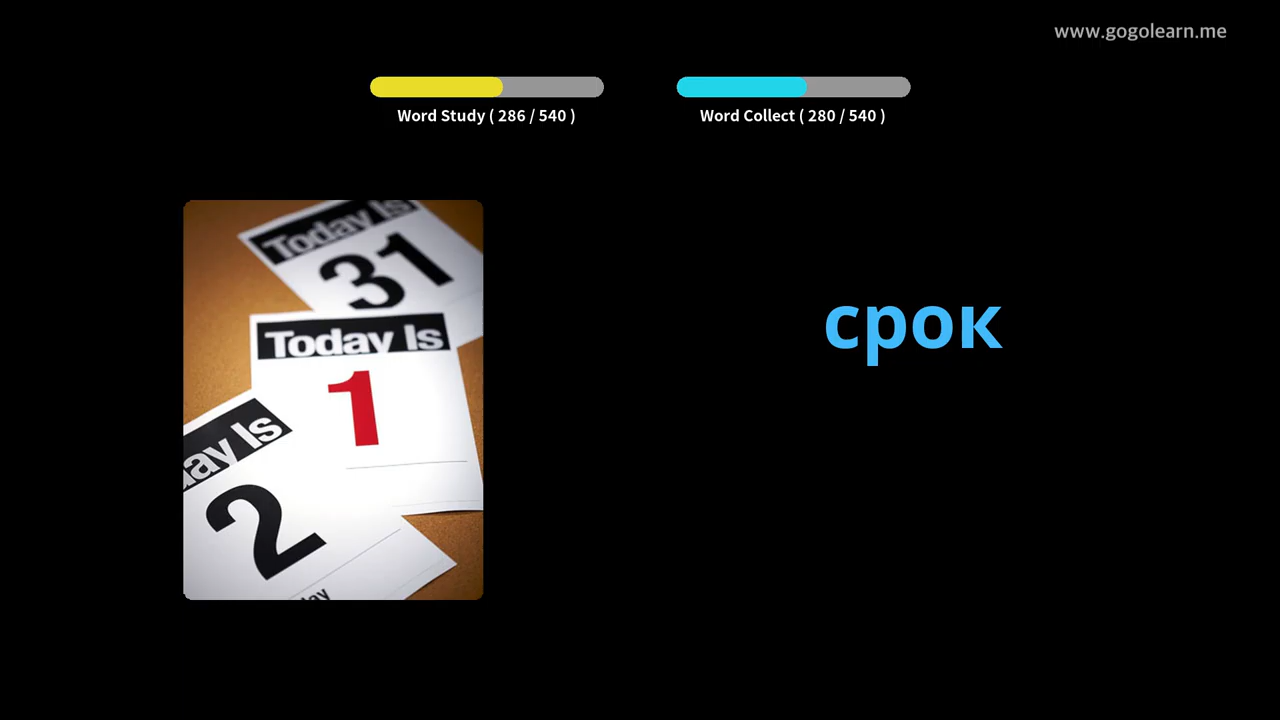 www.gogolearn.me
Word Study ( 286 / 540 )
Word Collect ( 280 / 540 )
Today Is
31
Today Is
1
ay Is
2
срок